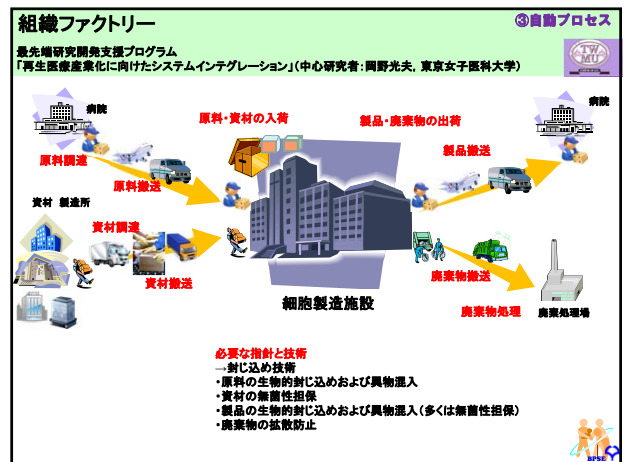 組織ファクトリー
③自動プロセス
最先端研究開発支援プログラム
「再生医療産業化に向けたシステムインテグレーション」（中心研究者：岡野光夫，東京女子医科大学）
TW
MU
病院
原料・資材の入荷
製品・廃棄物の出荷
病院
原料調達
製品搬送
原料搬送
資材 製造所
資材調達
資材搬送
廃棄物搬送
細胞製造施設
廃棄物処理
廃棄処理場
必要な指針と技術
→封じ込め技術
・原料の生物的封じ込めおよび異物混入
・資材の無菌性担保
・製品の生物的封じ込めおよび異物混入（多くは無菌性担保）
・廃棄物の拡散防止
BPSE